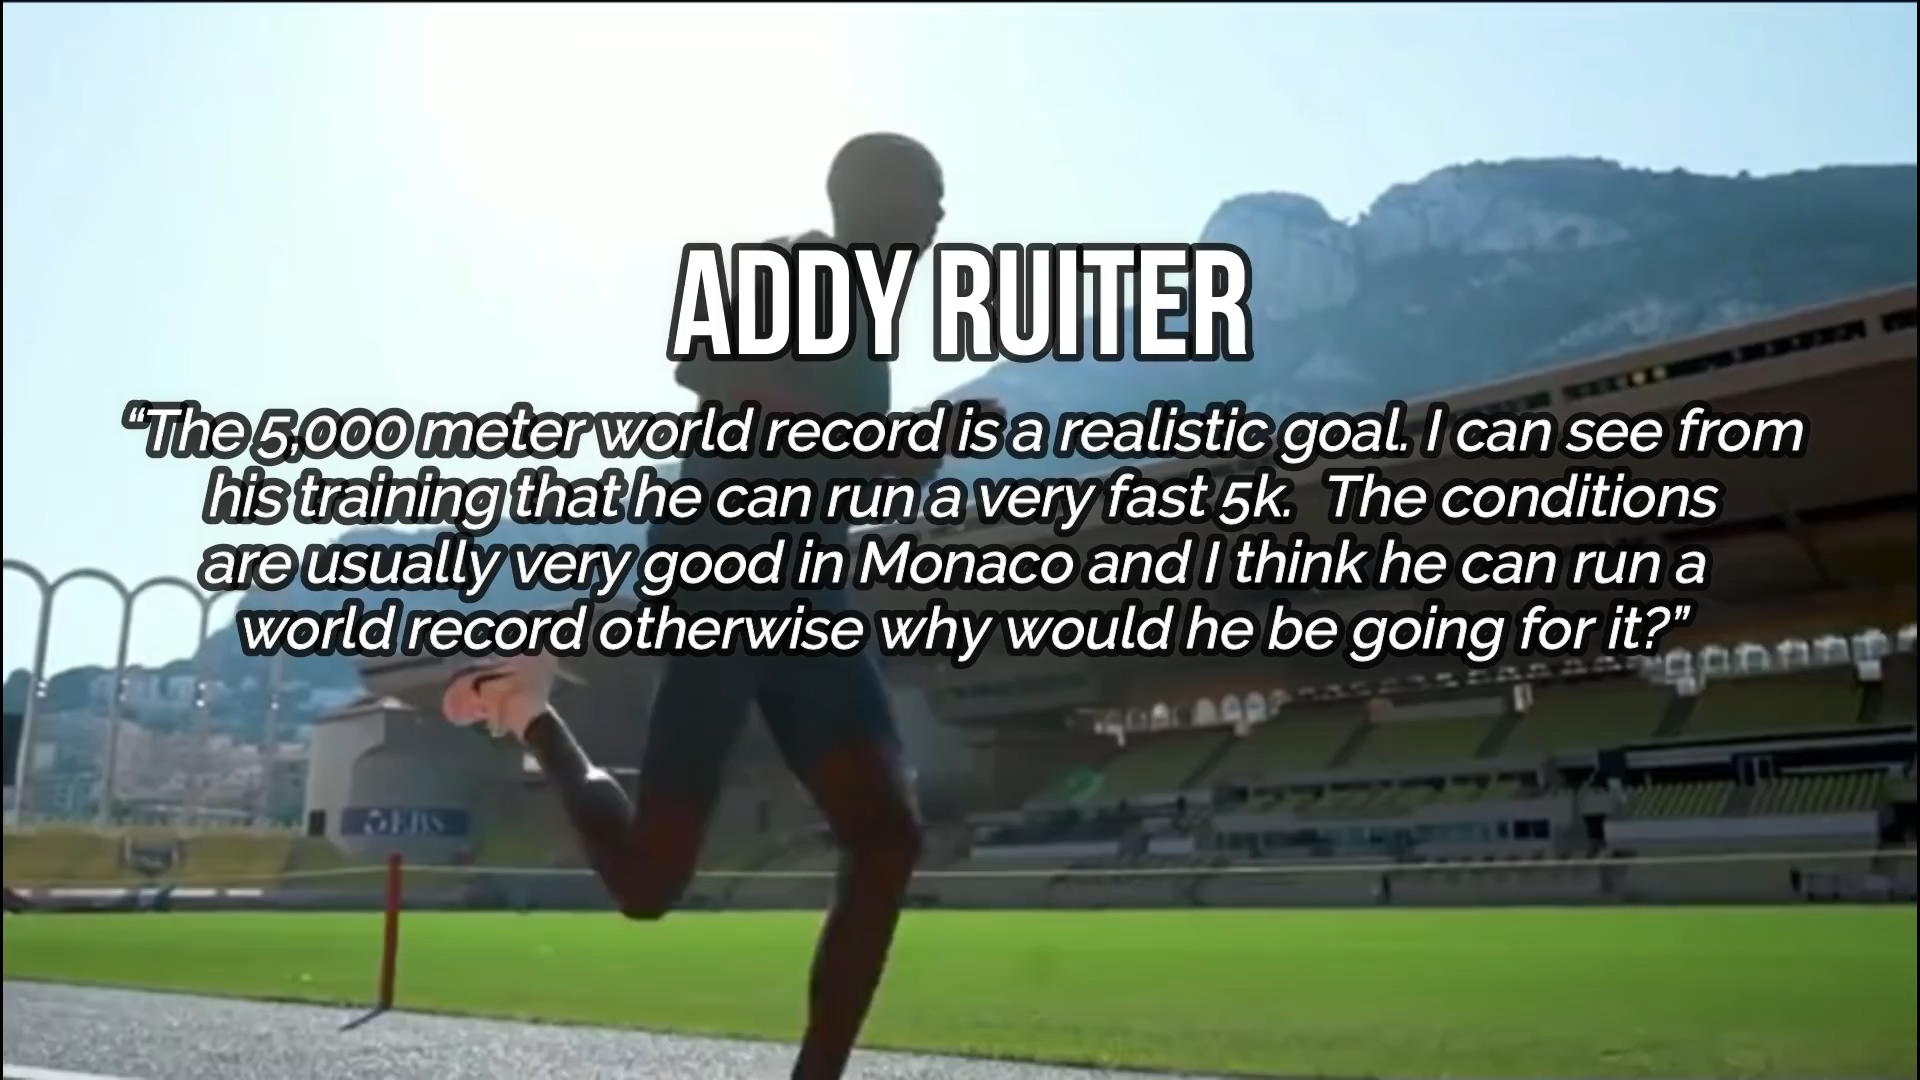 ADDY RUITER
“The 5,000 meter world record is a realistic goal. I can see from
his training that he can run a very fast 5k.  The conditions
are usually very good in Monaco and I think he can run a
world record otherwise why would he be going for it?”
EBS